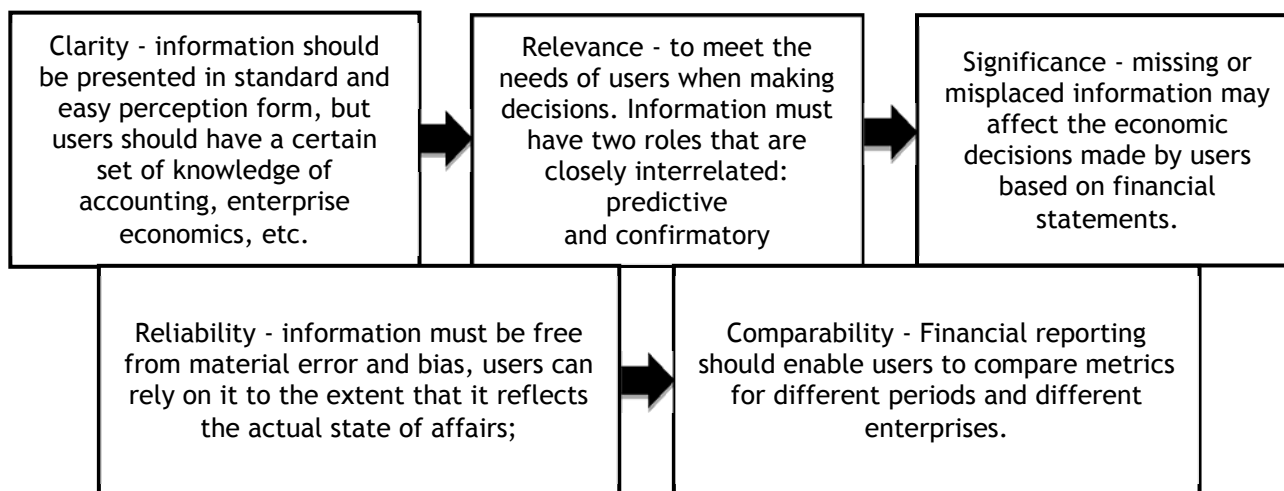 Clarity - information should
be presented in standard and
easy perception form, but
users should have a certain
set of knowledge of
accounting, enterprise
economics, etc.
Relevance - to meet the
needs of users when making
decisions. Information must
have two roles that are
closely interrelated:
predictive
and confirmatory
Significance - missing or
misplaced information may
affect the economic
decisions made by users
based on financial
statements.
Reliability - information must be free
from material error and bias, users can
rely on it to the extent that it reflects
the actual state of affairs;
Comparability - Financial reporting
should enable users to compare metrics
for different periods and different
enterprises.